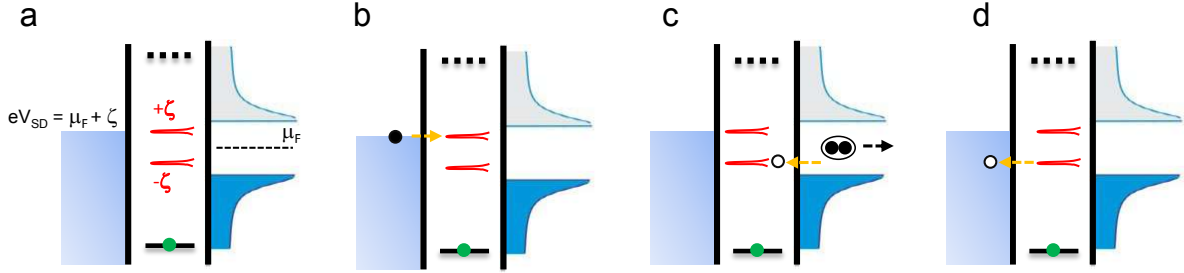 a
b
c
d
eV_SD = μ_F + ζ
+ζ
μ_F
-ζ